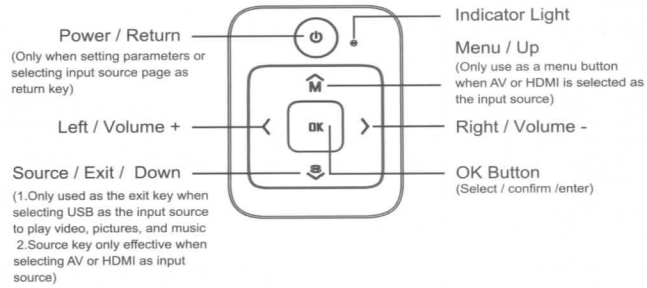 Power / Return
(Only when setting parameters or
selecting input source page as
return key)
Left / Volume +
Source / Exit / Down
(1.Only used as the exit key when
selecting USB as the input source
to play video, pictures, and music
2.Source key only effective when
selecting AV or HDMI as input
source)
M
OK
S
Indicator Light
Menu / Up
(Only use as a menu button
when AV or HDMI is selected as
the input source)
Right / Volume -
OK Button
(Select / confirm /enter)